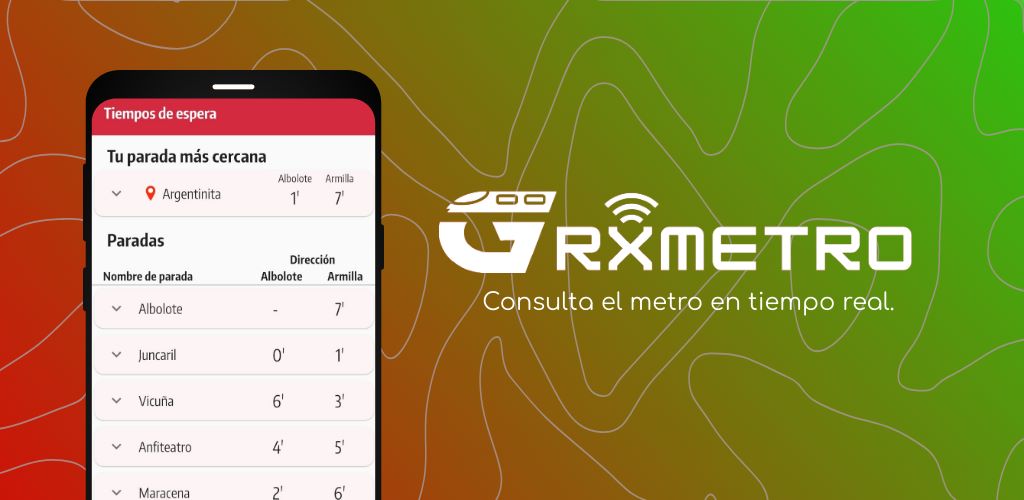 Tiempos de espera
Tu parada más cercana
Albolote Armilla
Argentinita 1' 7'
Paradas
Dirección
Nombre de parada Albolote Armilla
Albolote - 7'
Juncaril 0' 1'
Vicuña 6' 3'
Anfiteatro 4' 5'
Maracena 2' 6'
GRXMETRO
Consulta el metro en tiempo real.